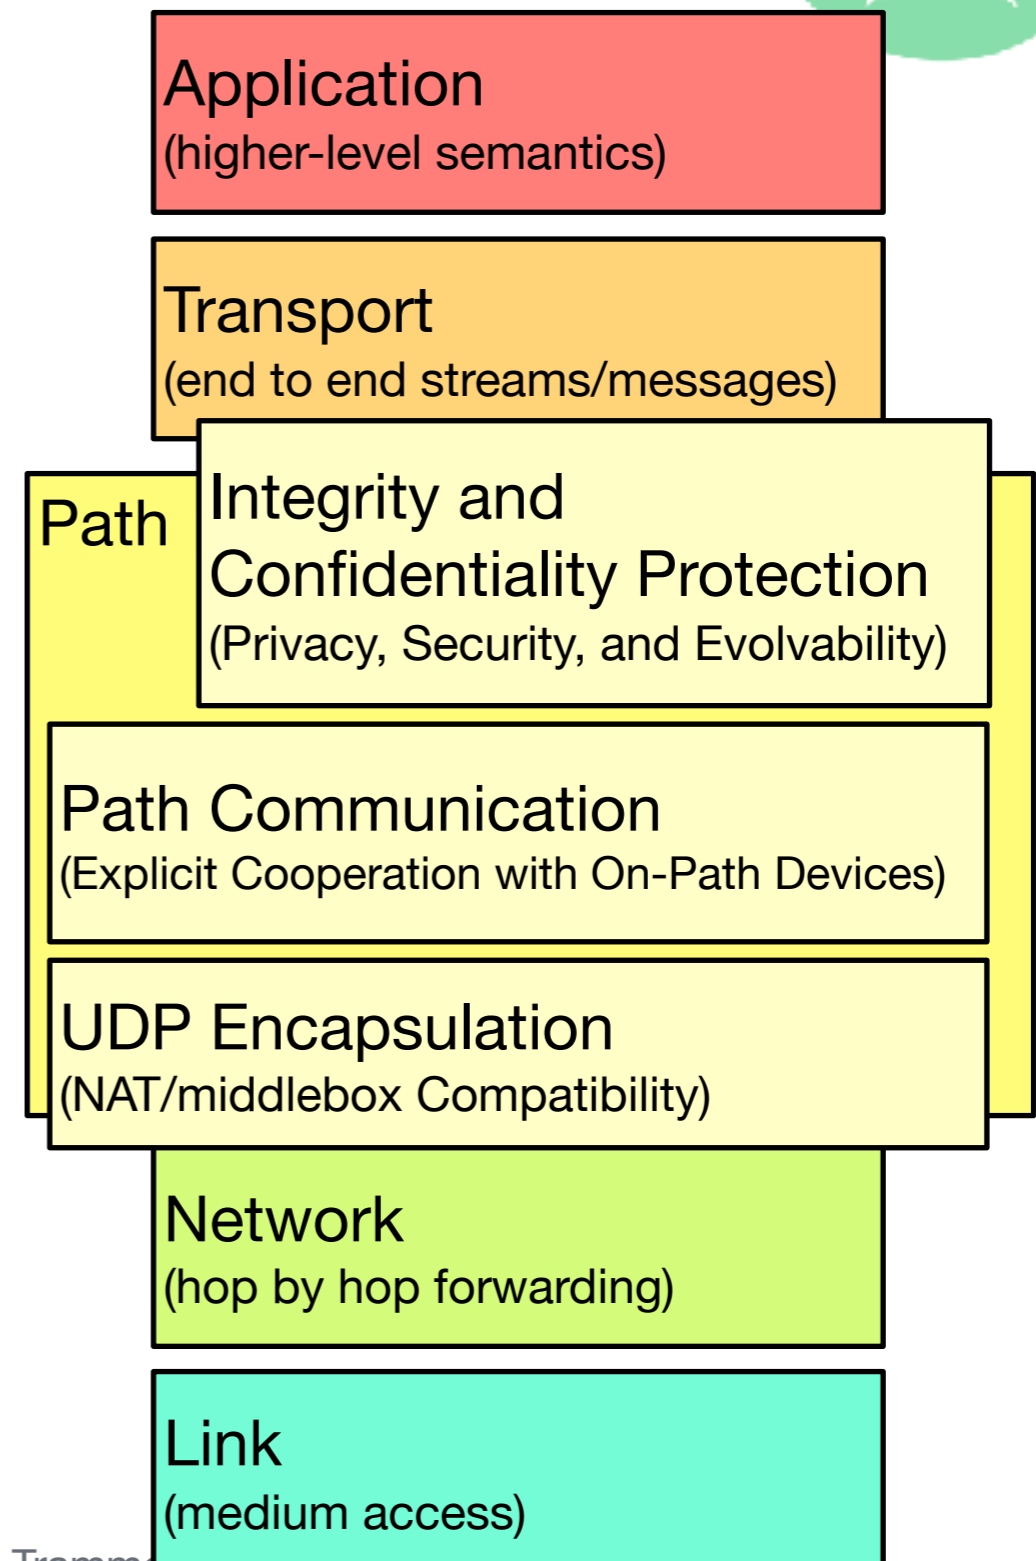 Application
(higher-level semantics)
Transport
(end to end streams/messages)
Path
Integrity and
Confidentiality Protection
(Privacy, Security, and Evolvability)
Path Communication
(Explicit Cooperation with On-Path Devices)
UDP Encapsulation
(NAT/middlebox Compatibility)
Network
(hop by hop forwarding)
Link
(medium access)